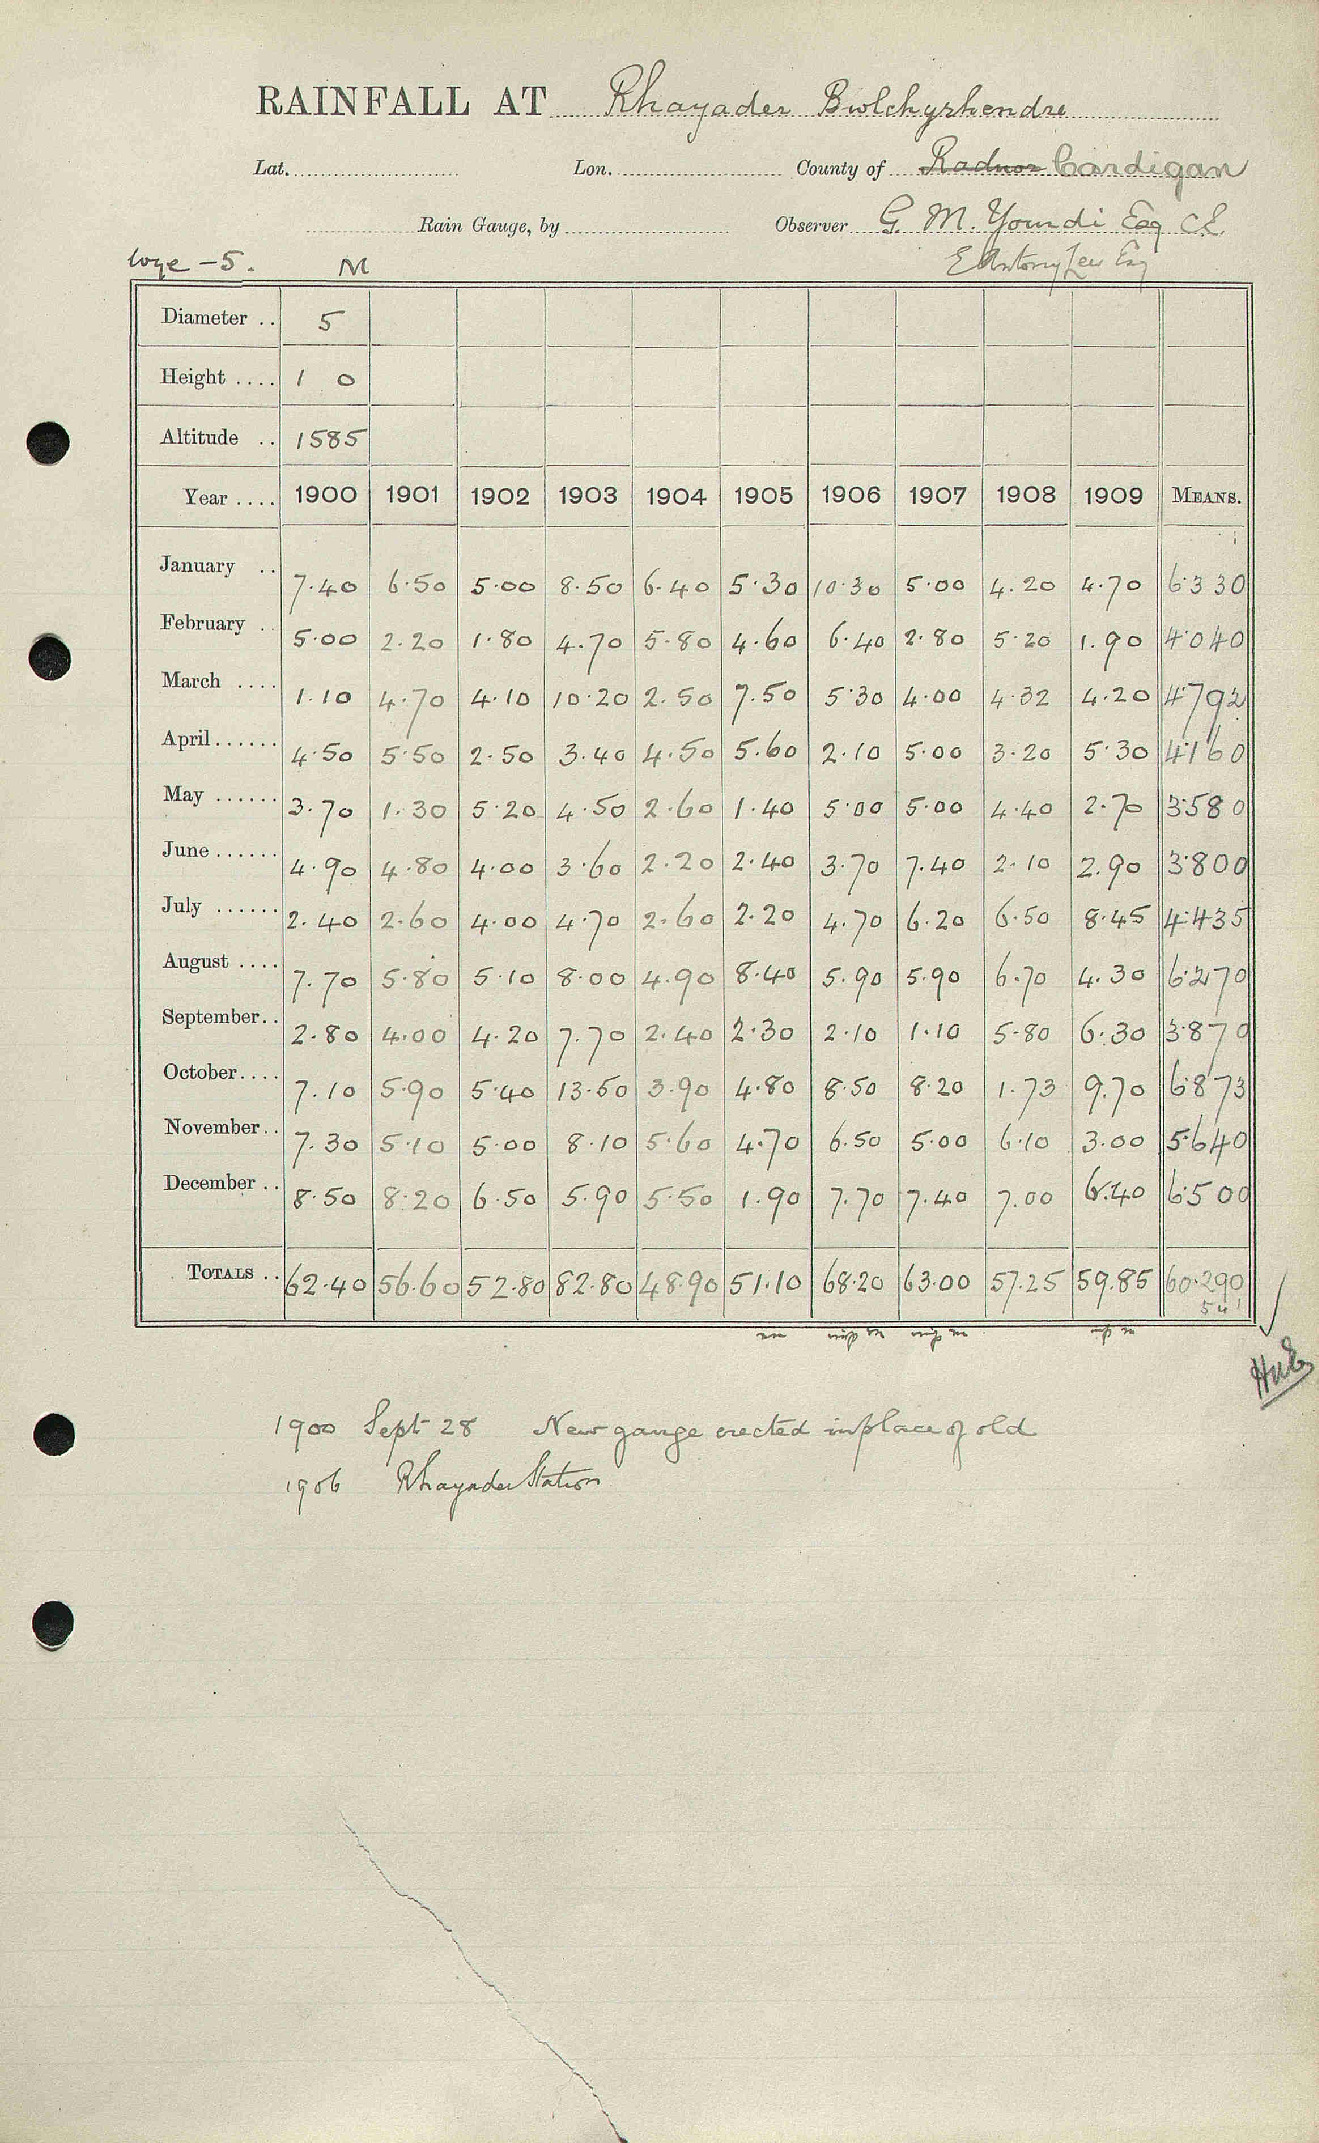 RAINFALL AT Rhayader Bwlchyrhendre
Lat. Lon. County of Radnor Cardigan
Rain Gauge, by Observer G. M. Yourdi Esq C.E.
Wye - 5. M E Antony Lees Esq
Diameter .. 5
Height .... 1 0
Altitude .. 1585
Year .... 1900 1901 1902 1903 1904 1905 1906 1907 1908 1909 MEANS.
January .. 7.40 6.50 5.00 8.50 6.40 5.30 10.30 5.00 4.20 4.70 6.330
February .. 5.00 2.20 1.80 4.70 5.80 4.60 6.40 2.80 5.20 1.90 4.040
March .... 1.10 4.70 4.10 10.20 2.50 7.50 5.30 4.00 4.32 4.20 4.792
April...... 4.50 5.50 2.50 3.40 4.50 5.60 2.10 5.00 3.20 5.30 4.160
May ...... 3.70 1.30 5.20 4.50 2.60 1.40 5.00 5.00 4.40 2.70 3.580
June...... 4.90 4.80 4.00 3.60 2.20 2.40 3.70 7.40 2.10 2.90 3.800
July ...... 2.40 2.60 4.00 4.70 2.60 2.20 4.70 6.20 6.50 8.45 4.435
August .... 7.70 5.80 5.10 8.00 4.90 8.40 5.90 5.90 6.70 4.30 6.270
September.. 2.80 4.00 4.20 7.70 2.40 2.30 2.10 1.10 5.80 6.30 3.870
October.... 7.10 5.90 5.40 13.50 3.90 4.80 8.50 8.20 1.73 9.70 6.873
November.. 7.30 5.10 5.00 8.10 5.60 4.70 6.50 5.00 6.10 3.00 5.640
December .. 8.50 8.20 6.50 5.90 5.50 1.90 7.70 7.40 7.00 6.40 6.500
TOTALS .. 62.40 56.60 52.80 82.80 48.90 51.10 68.20 63.00 57.25 59.85 60.290
1900 Sept 28 New gauge erected in place of old
1906 Rhayader Station